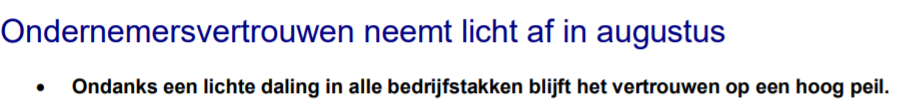 Ondernemersvertrouwen neemt licht af in augustus
• Ondanks een lichte daling in alle bedrijfstakken blijft het vertrouwen op een hoog peil.